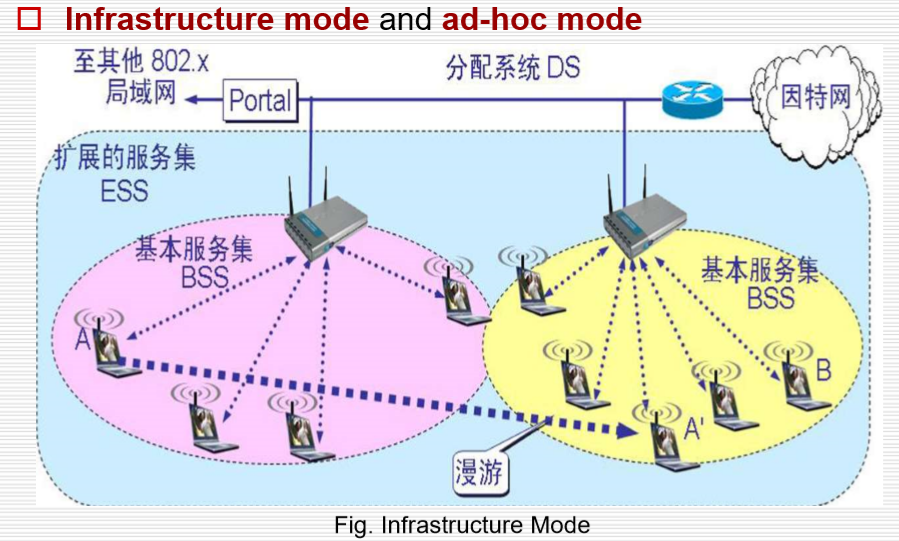 Infrastructure mode and ad-hoc mode
至其他 802.x
局域网
Portal
分配系统 DS
因特网
扩展的服务集
ESS
基本服务集
BSS
基本服务集
BSS
A
B
A'
漫游
Fig. Infrastructure Mode